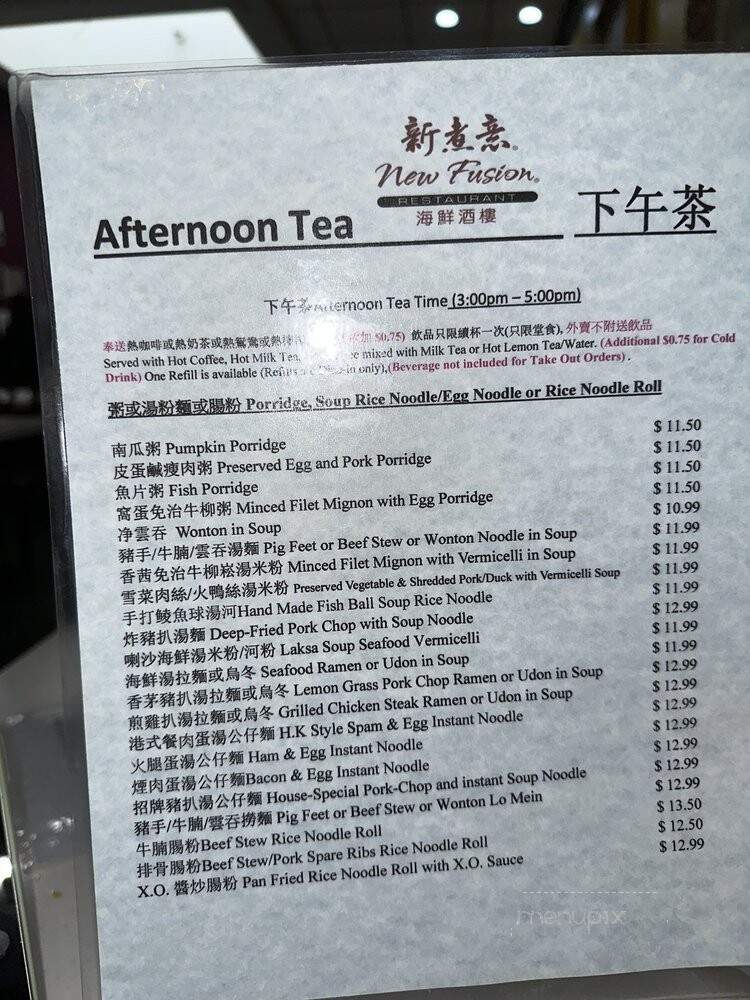 新煮意
New Fusion
RESTAURANT
海鮮酒樓
Afternoon Tea
下午茶
下午茶 Afternoon Tea Time (3:00pm – 5:00pm)
奉送熱咖啡或熱奶茶或熱鴛鴦或熱 $0.75) 飲品只限續杯一次(只限堂食), 外賣不附送飲品
Served with Hot Coffee, Hot Milk Tea, mixed with Milk Tea or Hot Lemon Tea/Water. (Additional $0.75 for Cold
Drink) One Refill is available (Refills only),(Beverage not included for Take Out Orders) .
粥或湯粉麵或腸粉 Porridge, Soup Rice Noodle/Egg Noodle or Rice Noodle Roll
南瓜粥 Pumpkin Porridge $ 11.50
皮蛋鹹瘦肉粥 Preserved Egg and Pork Porridge $ 11.50
魚片粥 Fish Porridge $ 11.50
窩蛋免治牛柳粥 Minced Filet Mignon with Egg Porridge $ 11.50
净雲吞 Wonton in Soup $ 10.99
豬手/牛腩/雲吞湯麵 Pig Feet or Beef Stew or Wonton Noodle in Soup $ 11.99
香茜免治牛柳崧湯米粉 Minced Filet Mignon with Vermicelli in Soup $ 11.99
雪菜肉絲/火鴨絲湯米粉 Preserved Vegetable & Shredded Pork/Duck with Vermicelli Soup $ 11.99
手打鯪魚球湯河Hand Made Fish Ball Soup Rice Noodle $ 11.99
炸豬扒湯麵 Deep-Fried Pork Chop with Soup Noodle $ 12.99
喇沙海鮮湯米粉/河粉 Laksa Soup Seafood Vermicelli $ 11.99
海鮮湯拉麵或烏冬 Seafood Ramen or Udon in Soup $ 11.99
香茅豬扒湯拉麵或烏冬 Lemon Grass Pork Chop Ramen or Udon in Soup $ 12.99
煎雞扒湯拉麵或烏冬 Grilled Chicken Steak Ramen or Udon in Soup $ 12.99
港式餐肉蛋湯公仔麵 H.K Style Spam & Egg Instant Noodle $ 12.99
火腿蛋湯公仔麵 Ham & Egg Instant Noodle $ 12.99
煙肉蛋湯公仔麵Bacon & Egg Instant Noodle $ 12.99
招牌豬扒湯公仔麵 House-Special Pork-Chop and instant Soup Noodle $ 12.99
豬手/牛腩/雲吞撈麵 Pig Feet or Beef Stew or Wonton Lo Mein $ 12.99
牛腩腸粉Beef Stew Rice Noodle Roll $ 13.50
排骨腸粉Beef Stew/Pork Spare Ribs Rice Noodle Roll $ 12.50
X.O. 醬炒腸粉 Pan Fried Rice Noodle Roll with X.O. Sauce $ 12.99
menupix